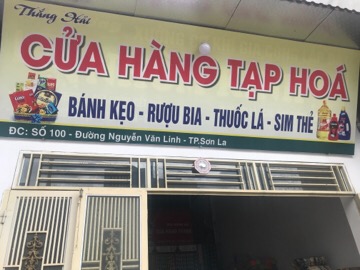 Thắng Hải
CỬA HÀNG TẠP HOÁ
BÁNH KẸO - RƯỢU BIA - THUỐC LÁ - SIM THẺ
ĐC: SỐ 100 - Đường Nguyễn Văn Linh - TP.Sơn La